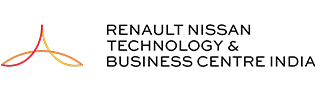 RENAULT NISSAN
TECHNOLOGY &
BUSINESS CENTRE INDIA